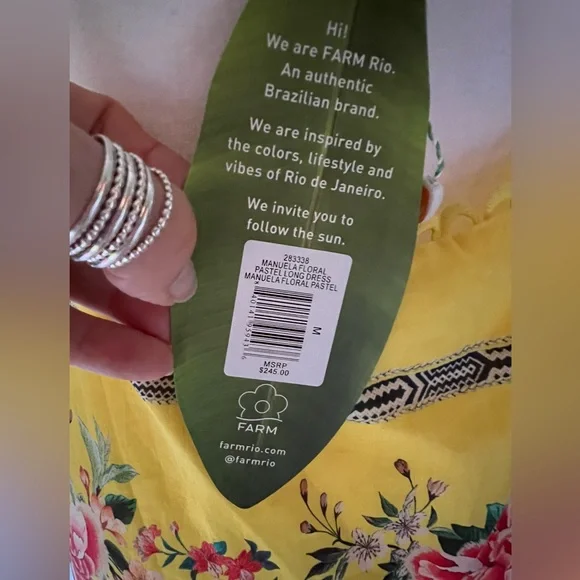 Hi!
We are FARM Rio.
An authentic
Brazilian brand.
We are inspired by
the colors, lifestyle and
vibes of Rio de Janeiro.
We invite you to
follow the sun.
283338
MANUELA FLORAL
PASTEL LONG DRESS
MANUELA FLORAL PASTEL
M
MSRP
$245.00
FARM
farmrio.com
@farmrio